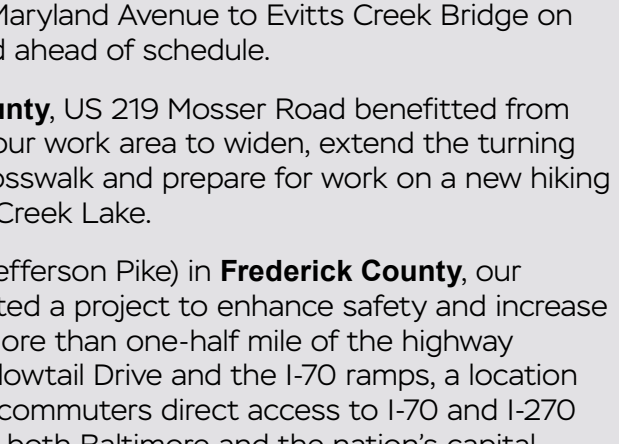 Maryland Avenue to Evitts Creek Bridge on
d ahead of schedule.
unty, US 219 Mosser Road benefitted from
our work area to widen, extend the turning
osswalk and prepare for work on a new hiking
Creek Lake.
efferson Pike) in Frederick County, our
ted a project to enhance safety and increase
ore than one-half mile of the highway
lowtail Drive and the I-70 ramps, a location
commuters direct access to I-70 and I-270
both Baltimore and the nation's capital